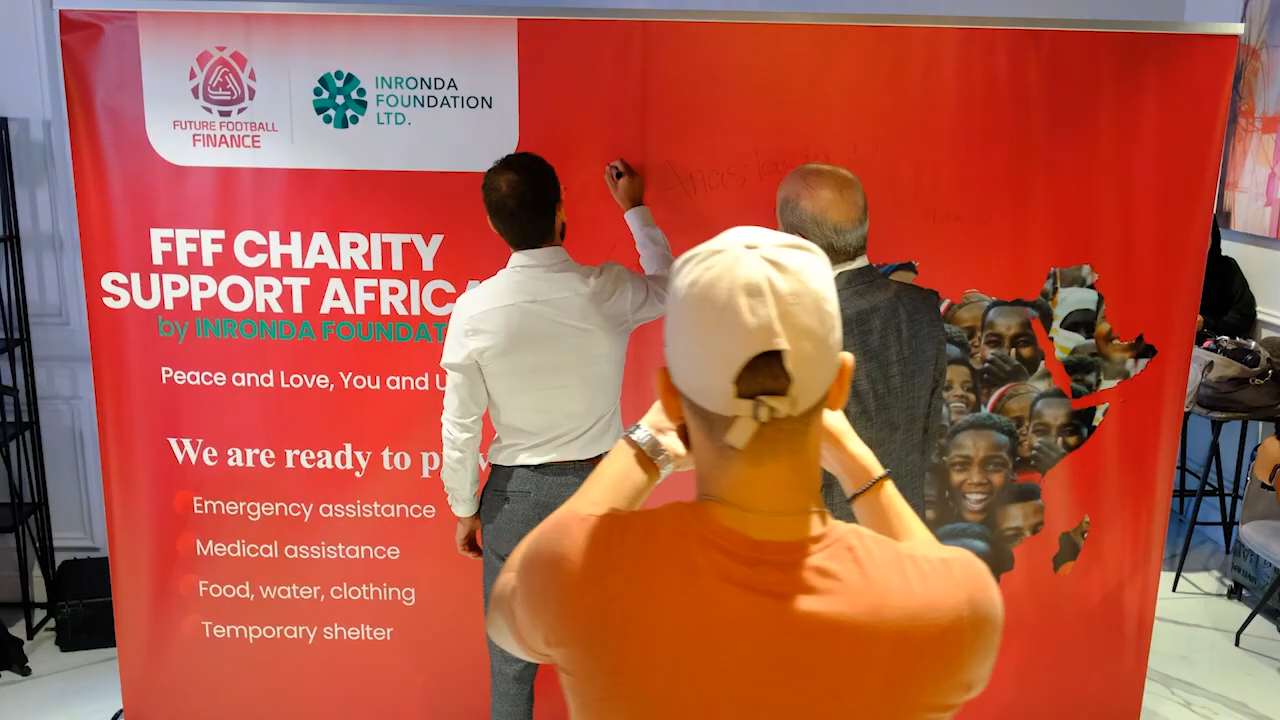 FUTURE FOOTBALL
FINANCE
INRONDA
FOUNDATION
LTD.
FFF CHARITY
SUPPORT AFRICA
by INRONDA FOUNDAT
Peace and Love, You and U
We are ready to p
Emergency assistance
Medical assistance
Food, water, clothing
Temporary shelter